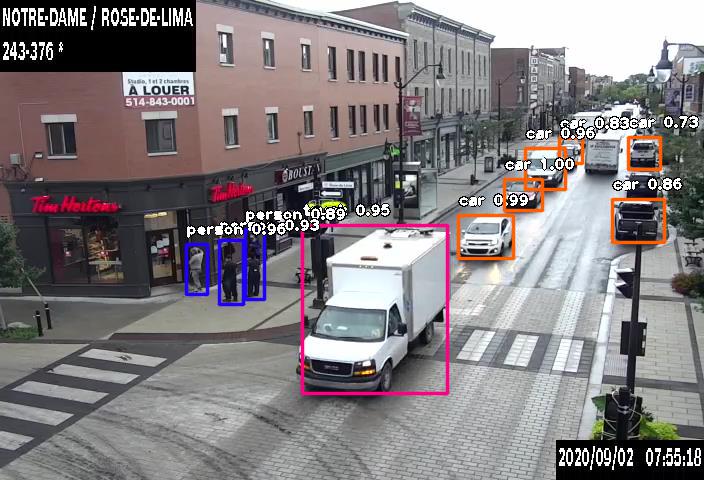 NOTRE-DAME / ROSE-DE-LIMA
243-376 *
Studio, 1 et 2 chambres
À LOUER
514-843-0001
Tim Hortons
Tim Hortons
person 0.96
person 0.89
0.93
0.95
car 0.99
car 1.00
car 0.96
car 0.83
car 0.73
car 0.86
2020/09/02 07:55:18